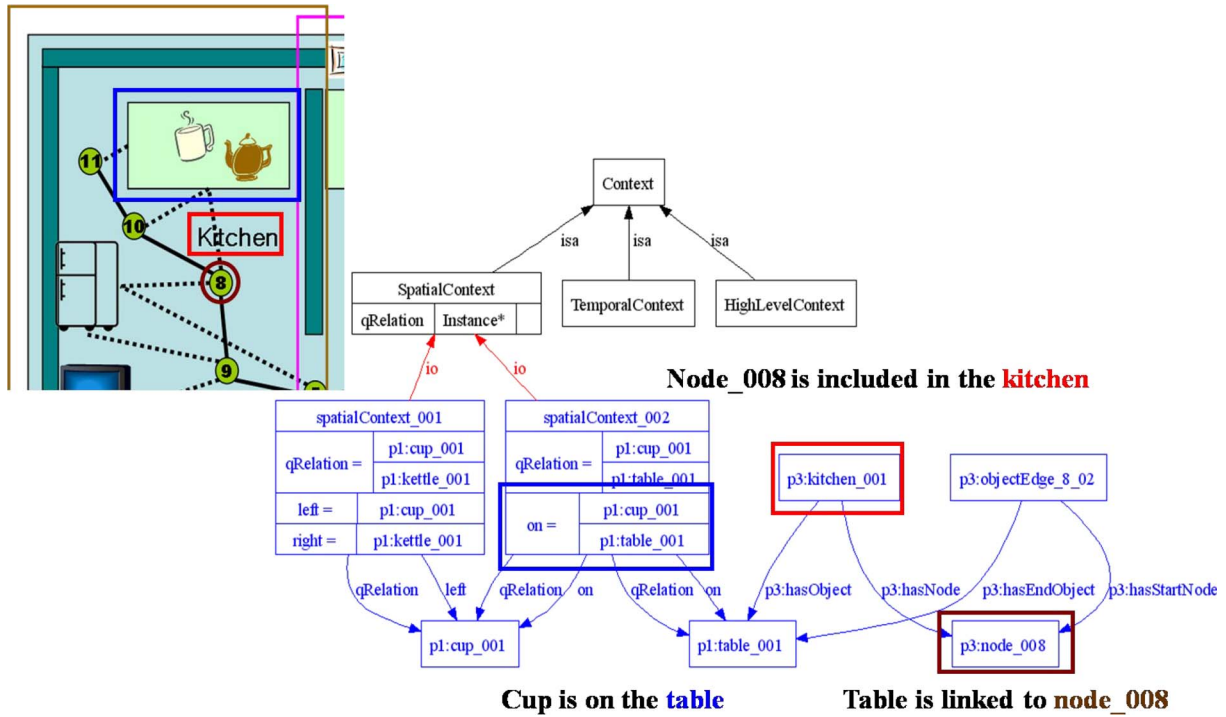 11
10
Kitchen
8
9
Context
isa
isa
isa
SpatialContext
qRelation
Instance*
TemporalContext
HighLevelContext
io
io
Node_008 is included in the kitchen
spatialContext_001
qRelation =
p1:cup_001
p1:kettle_001
left =
p1:cup_001
right =
p1:kettle_001
spatialContext_002
qRelation =
p1:cup_001
p1:table_001
on =
p1:cup_001
p1:table_001
p3:kitchen_001
p3:objectEdge_8_02
qRelation
left
qRelation
on
qRelation
on
p3:hasObject
p3:hasNode
p3:hasEndObject
p3:hasStartNode
p1:cup_001
p1:table_001
p3:node_008
Cup is on the table
Table is linked to node_008